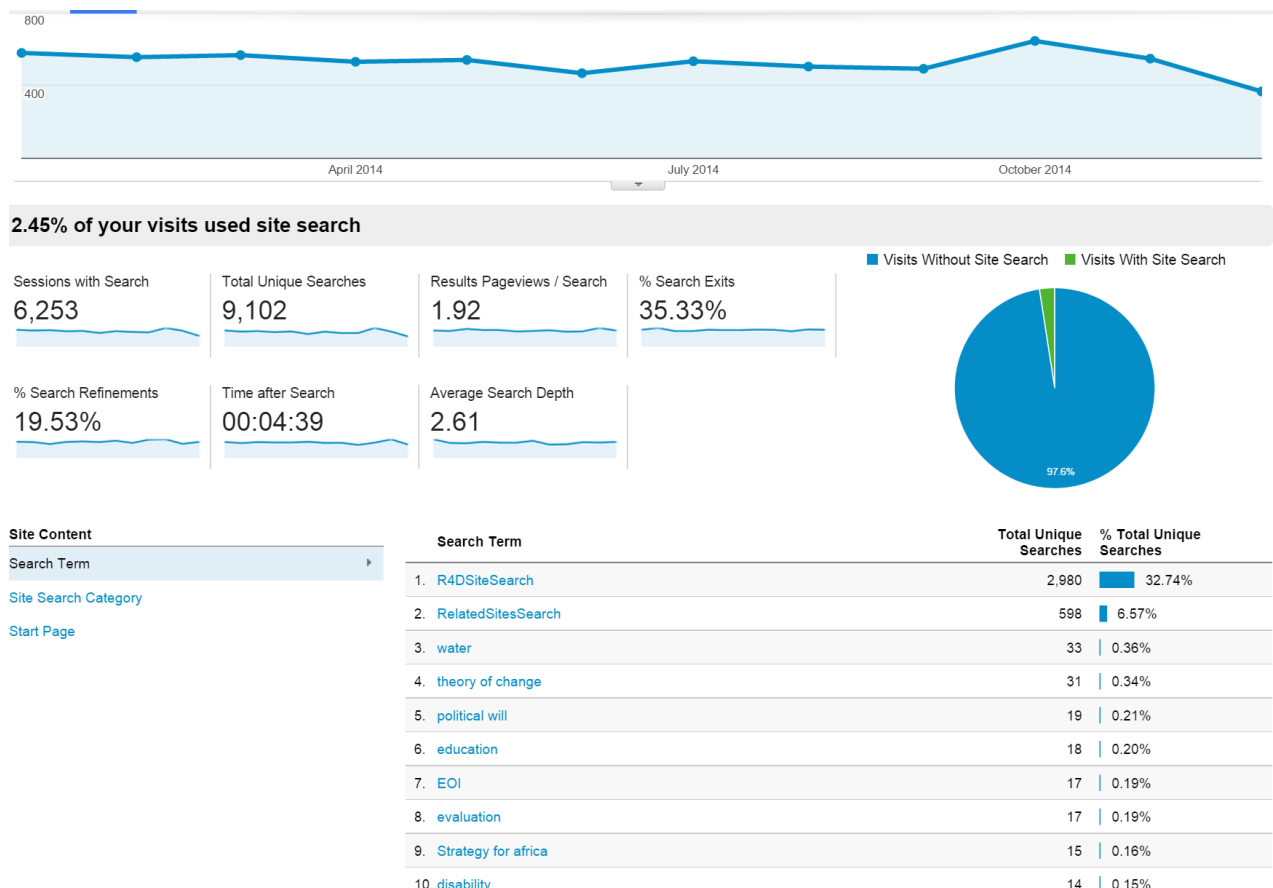 800
400
April 2014 July 2014 October 2014
2.45% of your visits used site search
Visits Without Site Search Visits With Site Search
Sessions with Search Total Unique Searches Results Pageviews / Search % Search Exits
6,253 9,102 1.92 35.33%
% Search Refinements Time after Search Average Search Depth
19.53% 00:04:39 2.61
97.6%
Site Content
Search Term
Site Search Category
Start Page
Search Term Total Unique Searches % Total Unique Searches
1. R4DSiteSearch 2,980 32.74%
2. RelatedSitesSearch 598 6.57%
3. water 33 0.36%
4. theory of change 31 0.34%
5. political will 19 0.21%
6. education 18 0.20%
7. EOI 17 0.19%
8. evaluation 17 0.19%
9. Strategy for africa 15 0.16%
10. disability 14 0.15%